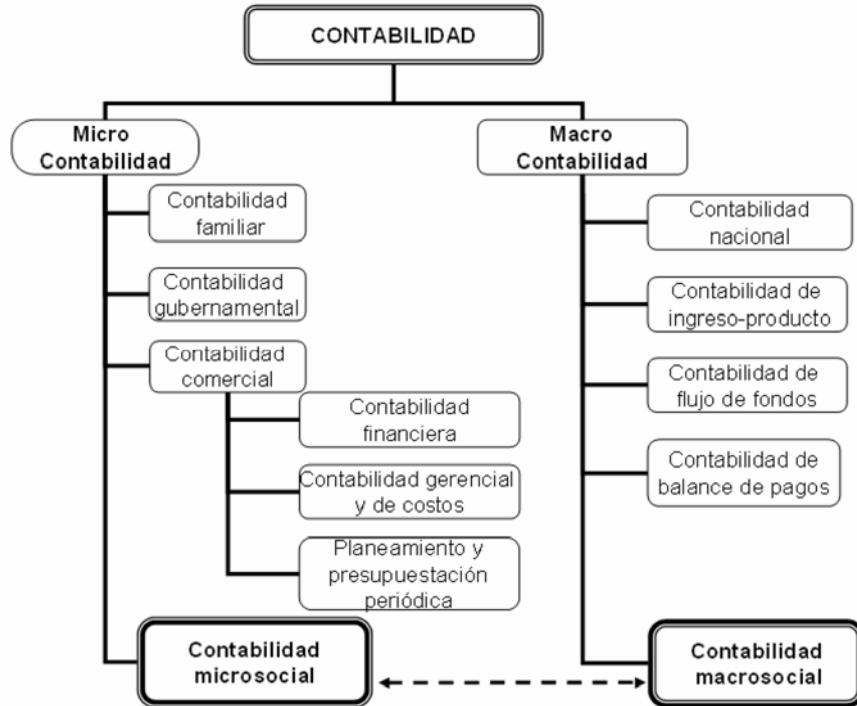 CONTABILIDAD
Micro
Contabilidad
Contabilidad
familiar
Contabilidad
gubernamental
Contabilidad
comercial
Contabilidad
financiera
Contabilidad gerencial
y de costos
Planeamiento y
presupuestación
periódica
Contabilidad
microsocial
Macro
Contabilidad
Contabilidad
nacional
Contabilidad de
ingreso-producto
Contabilidad de
flujo de fondos
Contabilidad de
balance de pagos
Contabilidad
macrosocial